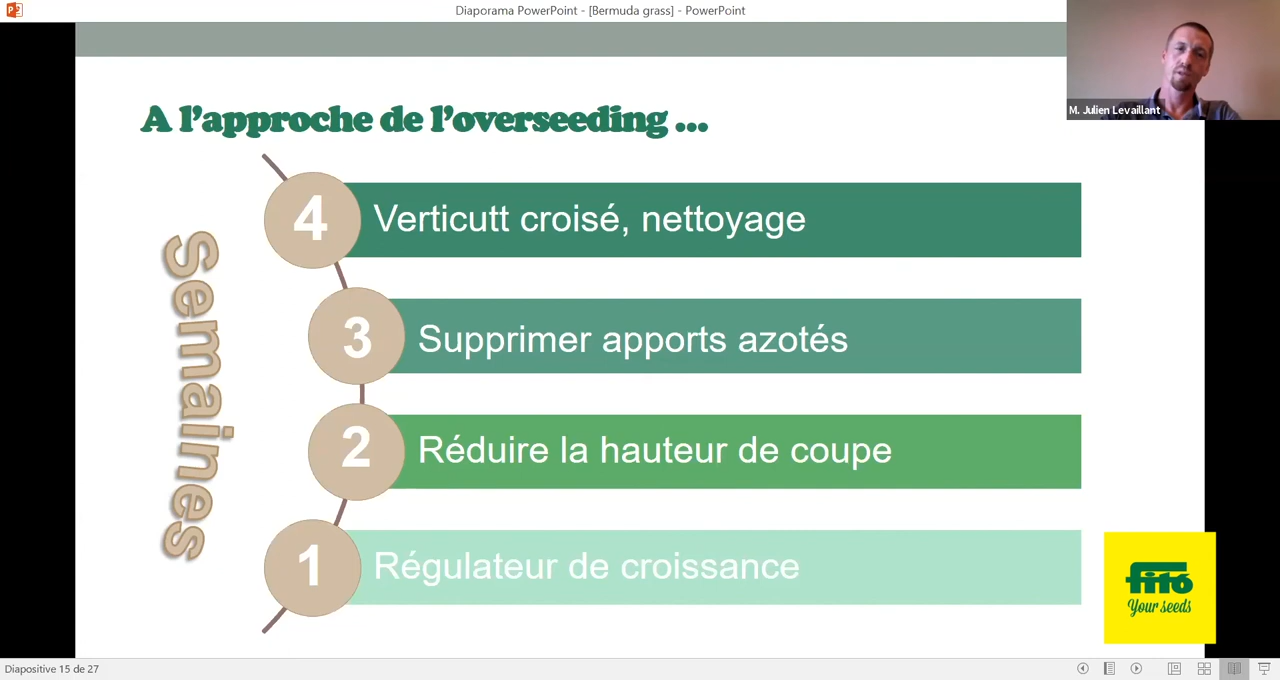 Diaporama PowerPoint - [Bermuda grass] - PowerPoint
M. Julien Levaillant
A l'approche de l'overseeding ...
Semaines
4 Verticutt croisé, nettoyage
3 Supprimer apports azotés
2 Réduire la hauteur de coupe
1 Régulateur de croissance
fitó
Your seeds
Diapositive 15 de 27